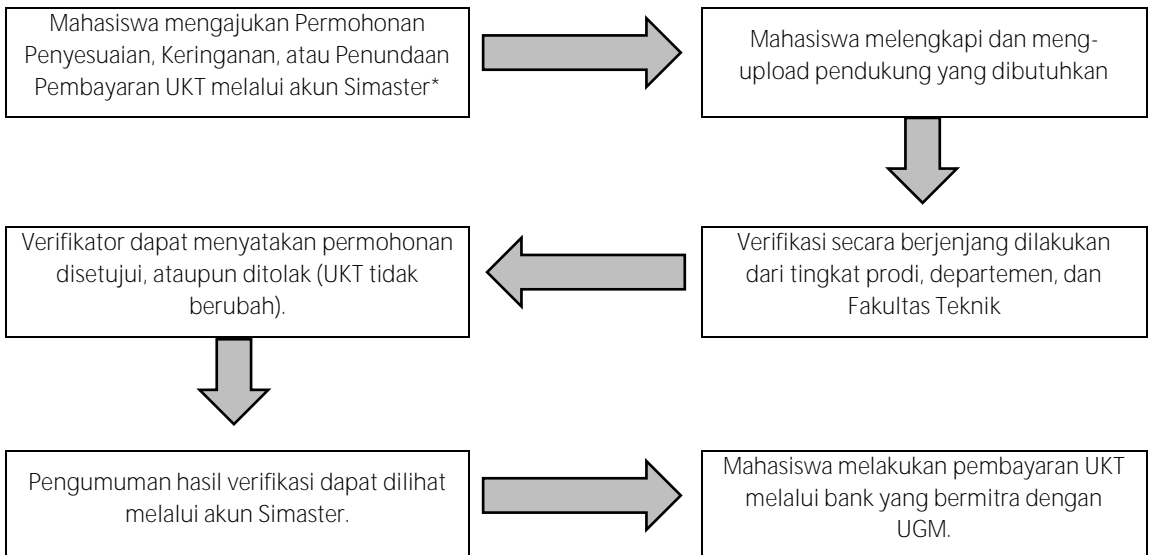 Mahasiswa mengajukan Permohonan
Penyesuaian, Keringanan, atau Penundaan
Pembayaran UKT melalui akun Simaster*
Mahasiswa melengkapi dan meng-
upload pendukung yang dibutuhkan
Verifikasi secara berjenjang dilakukan
dari tingkat prodi, departemen, dan
Fakultas Teknik
Verifikator dapat menyatakan permohonan
disetujui, ataupun ditolak (UKT tidak
berubah).
Pengumuman hasil verifikasi dapat dilihat
melalui akun Simaster.
Mahasiswa melakukan pembayaran UKT
melalui bank yang bermitra dengan
UGM.